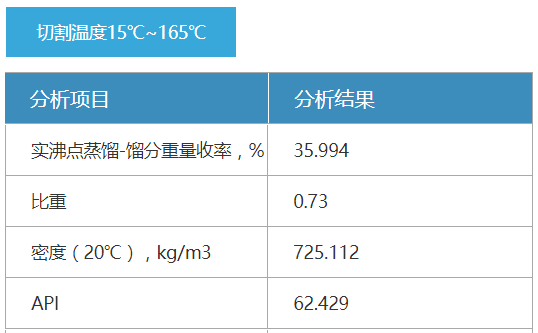 切割温度15℃~165℃
分析项目 分析结果
实沸点蒸馏-馏分重量收率，% 35.994
比重 0.73
密度（20℃），kg/m3 725.112
API 62.429